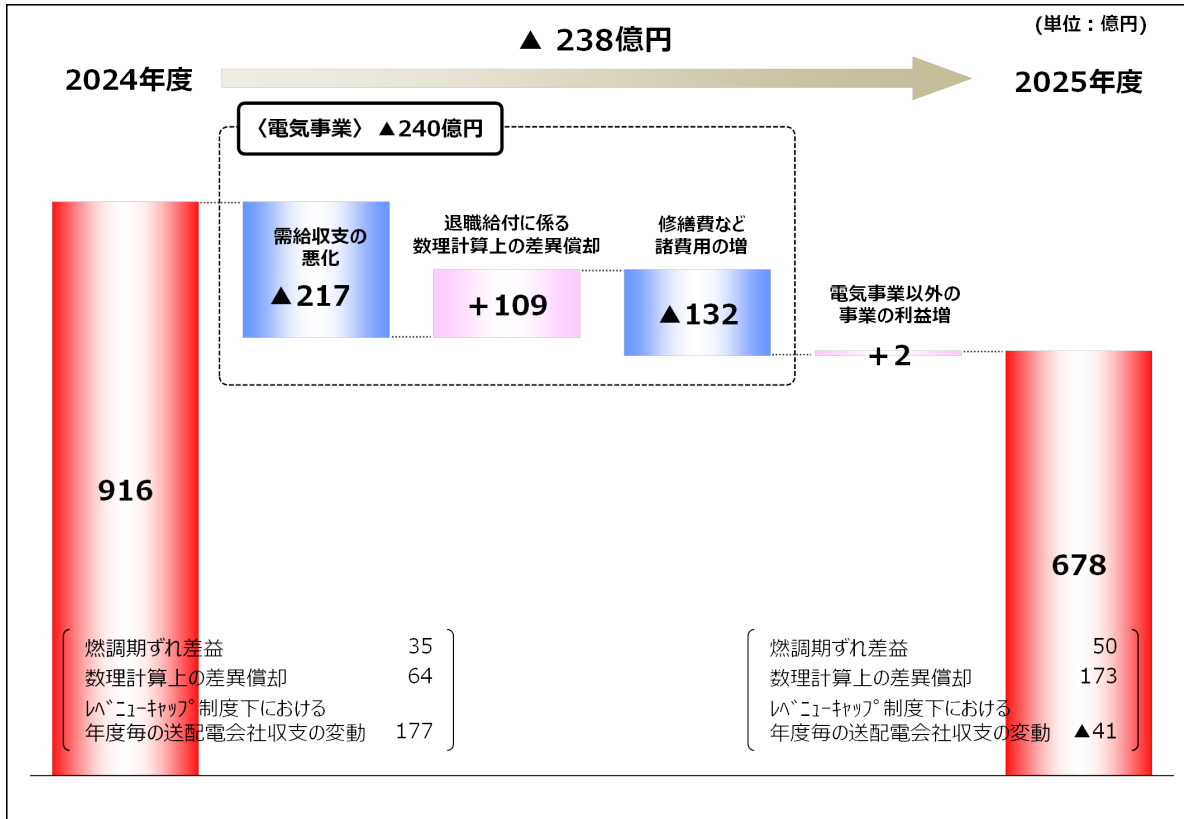 (単位：億円)
▲ 238億円
2024年度
2025年度
〈電気事業〉 ▲240億円
需給収支の
悪化
▲217
退職給付に係る
数理計算上の差異償却
＋109
修繕費など
諸費用の増
▲132
電気事業以外の
事業の利益増
＋2
916
678
燃調期ずれ差益 35
数理計算上の差異償却 64
ﾚﾍﾞﾆｭｰｷｬｯﾌﾟ制度下における
年度毎の送配電会社収支の変動 177
燃調期ずれ差益 50
数理計算上の差異償却 173
ﾚﾍﾞﾆｭｰｷｬｯﾌﾟ制度下における
年度毎の送配電会社収支の変動 ▲41